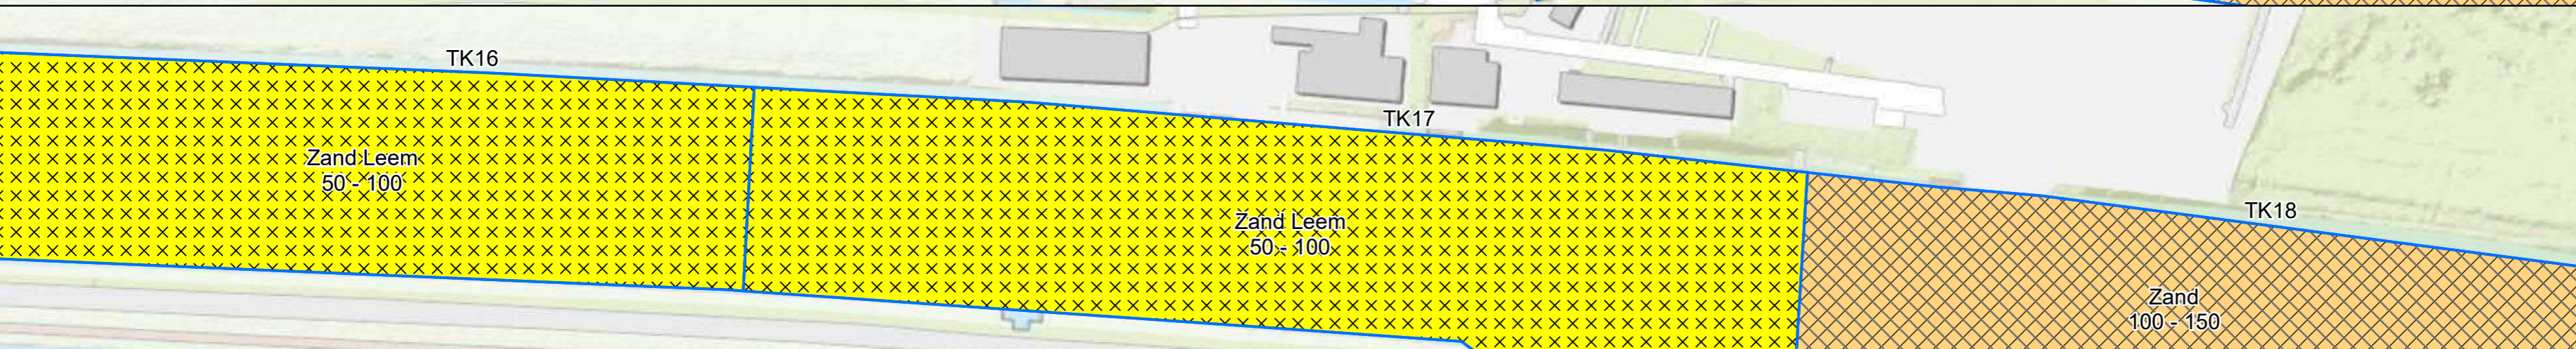 TK16
Zand Leem
50 - 100
TK17
Zand Leem
50 - 100
TK18
Zand
100 - 150